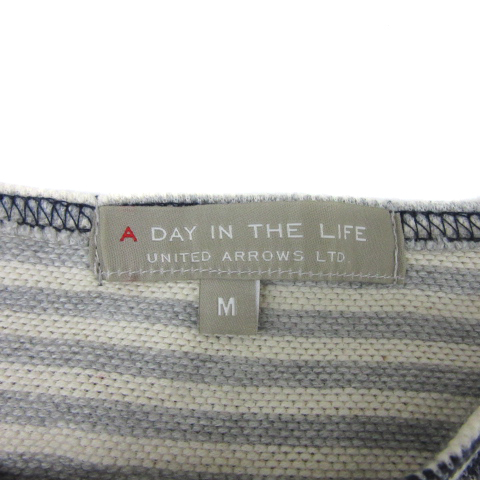 A DAY IN THE LIFE
UNITED ARROWS LTD.
M